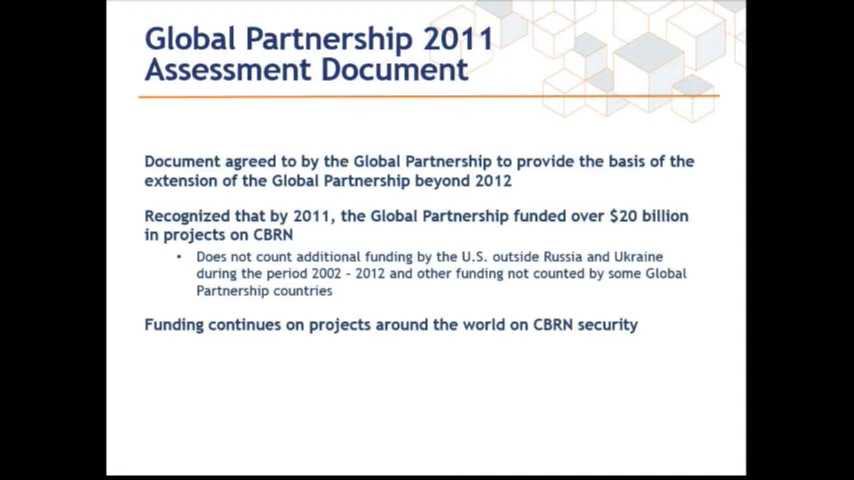 Global Partnership 2011
Assessment Document
Document agreed to by the Global Partnership to provide the basis of the
extension of the Global Partnership beyond 2012
Recognized that by 2011, the Global Partnership funded over $20 billion
in projects on CBRN
• Does not count additional funding by the U.S. outside Russia and Ukraine
during the period 2002 - 2012 and other funding not counted by some Global
Partnership countries
Funding continues on projects around the world on CBRN security